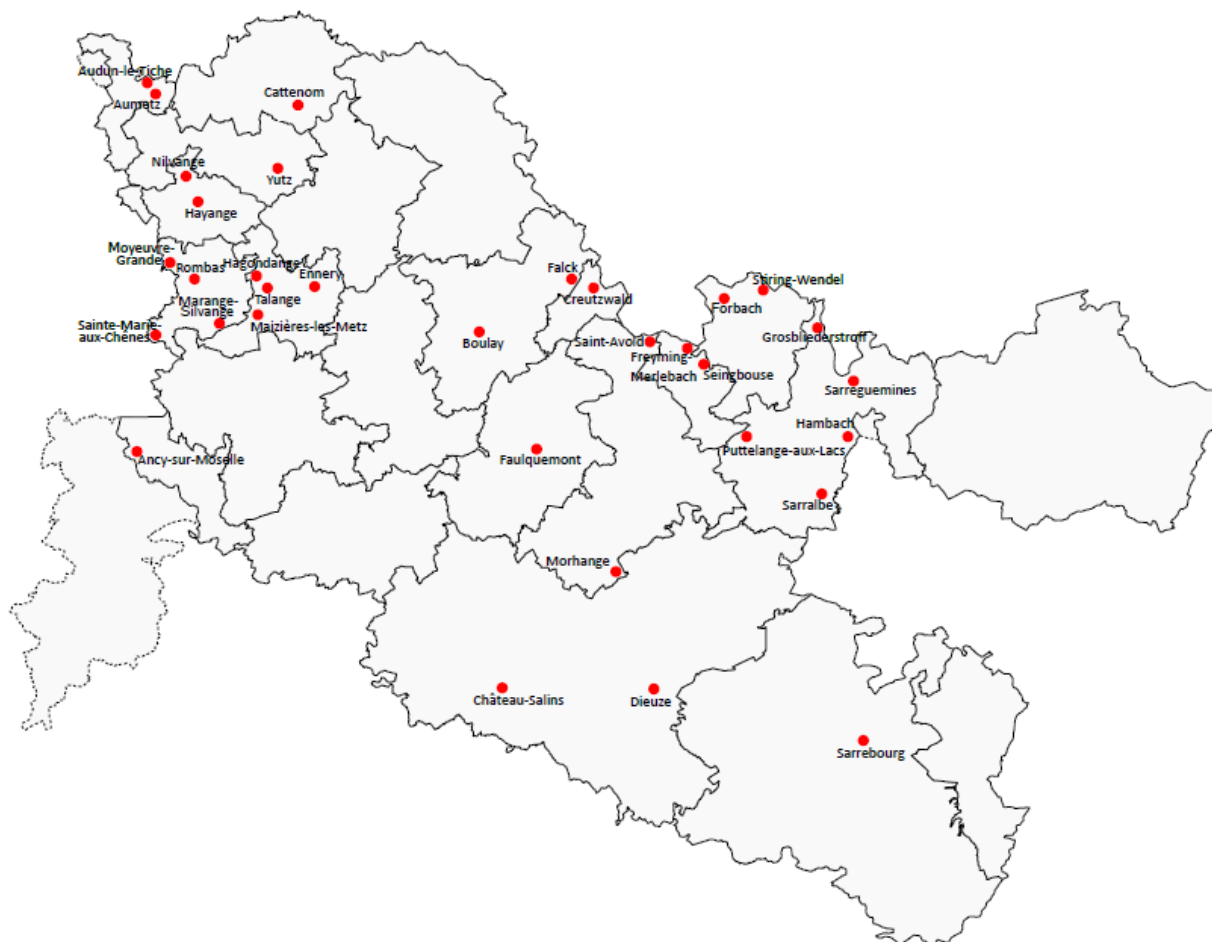 Audun-le-Tiche
Aumetz
Cattenom
Nilvange
Yutz
Hayange
Moyeuvre-
Grande
Rombas
Hagondange
Ennery
Talange
Marange-
Silvange
Maizières-les-Metz
Sainte-Marie-
aux-Chênes
Falck
Creutzwald
Boulay
Stiring-Wendel
Forbach
Grosbliederstroff
Saint-Avold
Freyming-
Merlebach
Seingbouse
Sarreguemines
Hambach
Puttelange-aux-Lacs
Ancy-sur-Moselle
Faulquemont
Sarralbe
Morhange
Château-Salins
Dieuze
Sarrebourg